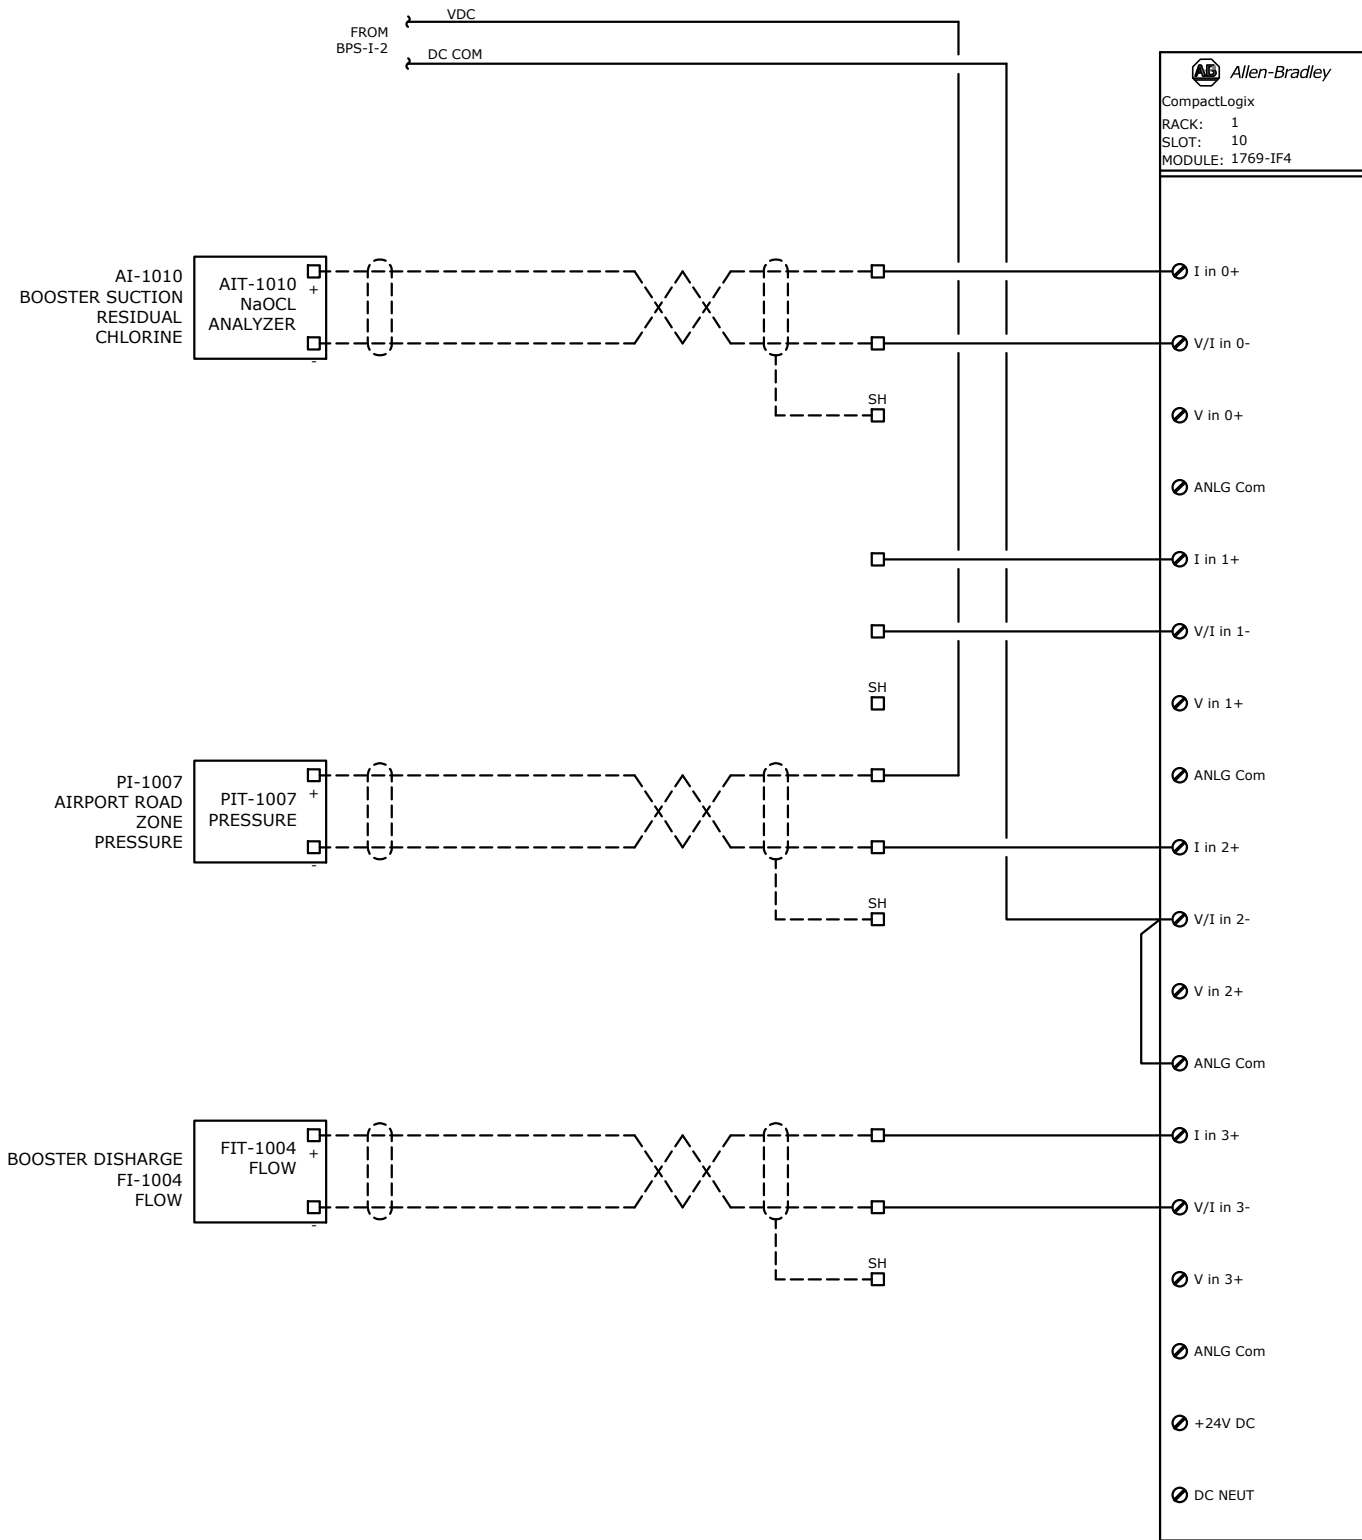 VDC
FROM
BPS-I-2
DC COM
AB Allen-Bradley
CompactLogix
RACK: 1
SLOT: 10
MODULE: 1769-IF4
AI-1010
BOOSTER SUCTION
RESIDUAL
CHLORINE
AIT-1010
NaOCL
ANALYZER
+
-
I in 0+
V/I in 0-
SH
V in 0+
ANLG Com
I in 1+
V/I in 1-
SH
V in 1+
PI-1007
AIRPORT ROAD
ZONE
PRESSURE
PIT-1007
PRESSURE
+
-
ANLG Com
I in 2+
SH
V/I in 2-
V in 2+
ANLG Com
BOOSTER DISHARGE
FI-1004
FLOW
FIT-1004
FLOW
+
-
I in 3+
V/I in 3-
SH
V in 3+
ANLG Com
+24V DC
DC NEUT